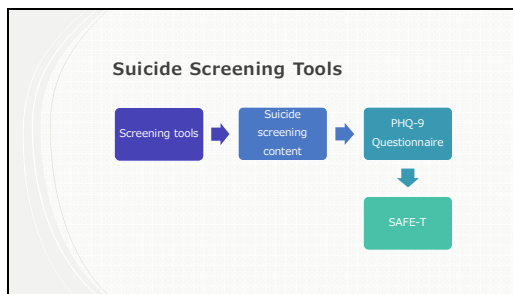 Suicide Screening Tools
Screening tools
Suicide
screening
content
PHQ-9
Questionnaire
SAFE-T